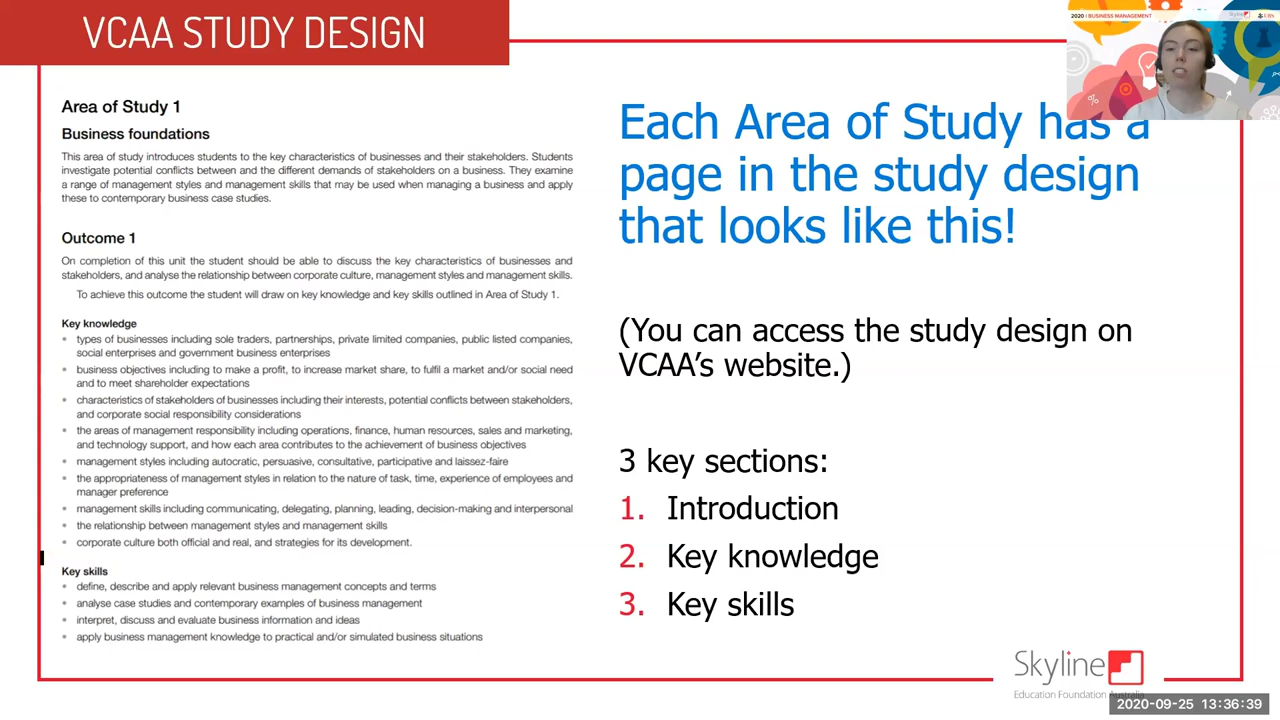 VCAA STUDY DESIGN
2020 | BUSINESS MANAGEMENT
Skyline
Area of Study 1
Business foundations
This area of study introduces students to the key characteristics of businesses and their stakeholders. Students
investigate potential conflicts between and the different demands of stakeholders on a business. They examine
a range of management styles and management skills that may be used when managing a business and apply
these to contemporary business case studies.
Outcome 1
On completion of this unit the student should be able to discuss the key characteristics of businesses and
stakeholders, and analyse the relationship between corporate culture, management styles and management skills.
To achieve this outcome the student will draw on key knowledge and key skills outlined in Area of Study 1.
Key knowledge
• types of businesses including sole traders, partnerships, private limited companies, public listed companies,
social enterprises and government business enterprises
• business objectives including to make a profit, to increase market share, to fulfil a market and/or social need
and to meet shareholder expectations
• characteristics of stakeholders of businesses including their interests, potential conflicts between stakeholders,
and corporate social responsibility considerations
• the areas of management responsibility including operations, finance, human resources, sales and marketing,
and technology support, and how each area contributes to the achievement of business objectives
• management styles including autocratic, persuasive, consultative, participative and laissez-faire
• the appropriateness of management styles in relation to the nature of task, time, experience of employees and
manager preference
• management skills including communicating, delegating, planning, leading, decision-making and interpersonal
• the relationship between management styles and management skills
• corporate culture both official and real, and strategies for its development.
Key skills
• define, describe and apply relevant business management concepts and terms
• analyse case studies and contemporary examples of business management
• interpret, discuss and evaluate business information and ideas
• apply business management knowledge to practical and/or simulated business situations
Each Area of Study has a
page in the study design
that looks like this!
(You can access the study design on
VCAA's website.)
3 key sections:
1. Introduction
2. Key knowledge
3. Key skills
Skyline
Education Foundation Australia
2020-09-25 13:36:39